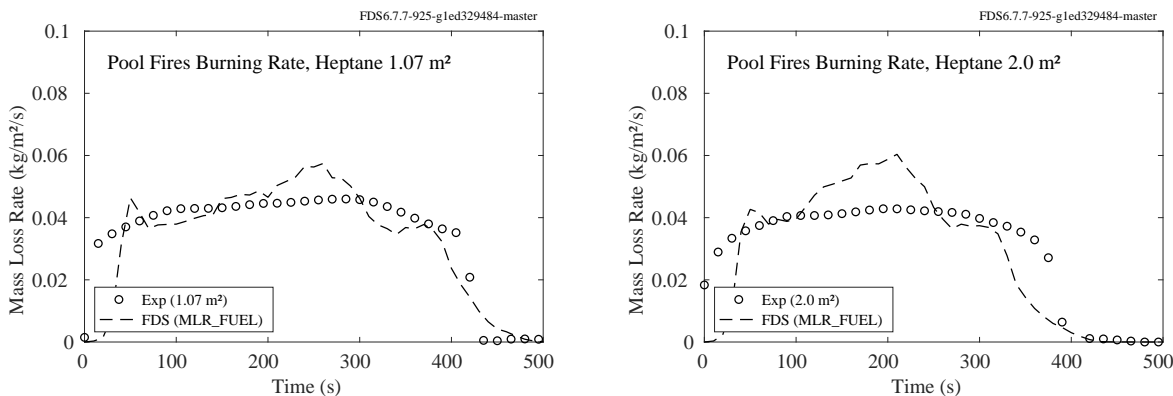 FDS6.7.7-925-g1ed329484-master
Pool Fires Burning Rate, Heptane 1.07 m²
Mass Loss Rate (kg/m²/s)
0.1
0.08
0.06
0.04
0.02
0
Exp (1.07 m²)
FDS (MLR_FUEL)
0 100 200 300 400 500
Time (s)
FDS6.7.7-925-g1ed329484-master
Pool Fires Burning Rate, Heptane 2.0 m²
Mass Loss Rate (kg/m²/s)
0.1
0.08
0.06
0.04
0.02
0
Exp (2.0 m²)
FDS (MLR_FUEL)
0 100 200 300 400 500
Time (s)